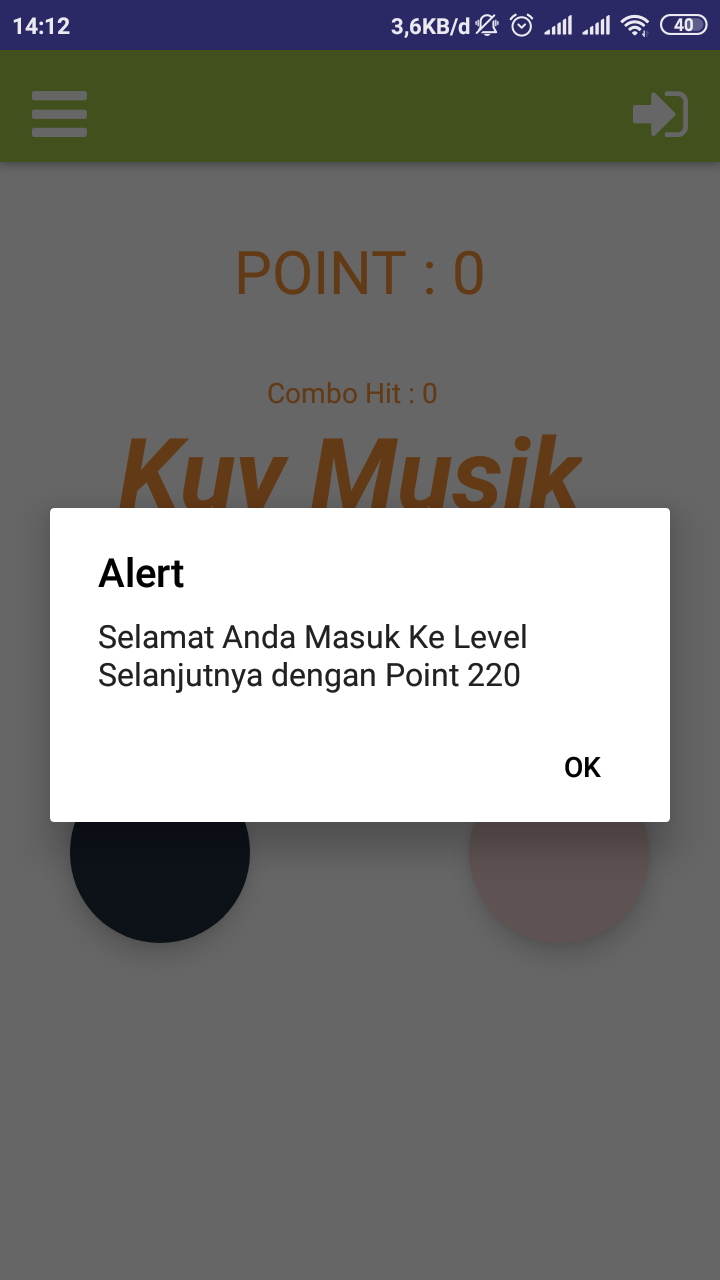 14:12 3,6KB/d 40
POINT : 0
Combo Hit : 0
Kuy Musik
Alert
Selamat Anda Masuk Ke Level
Selanjutnya dengan Point 220
OK